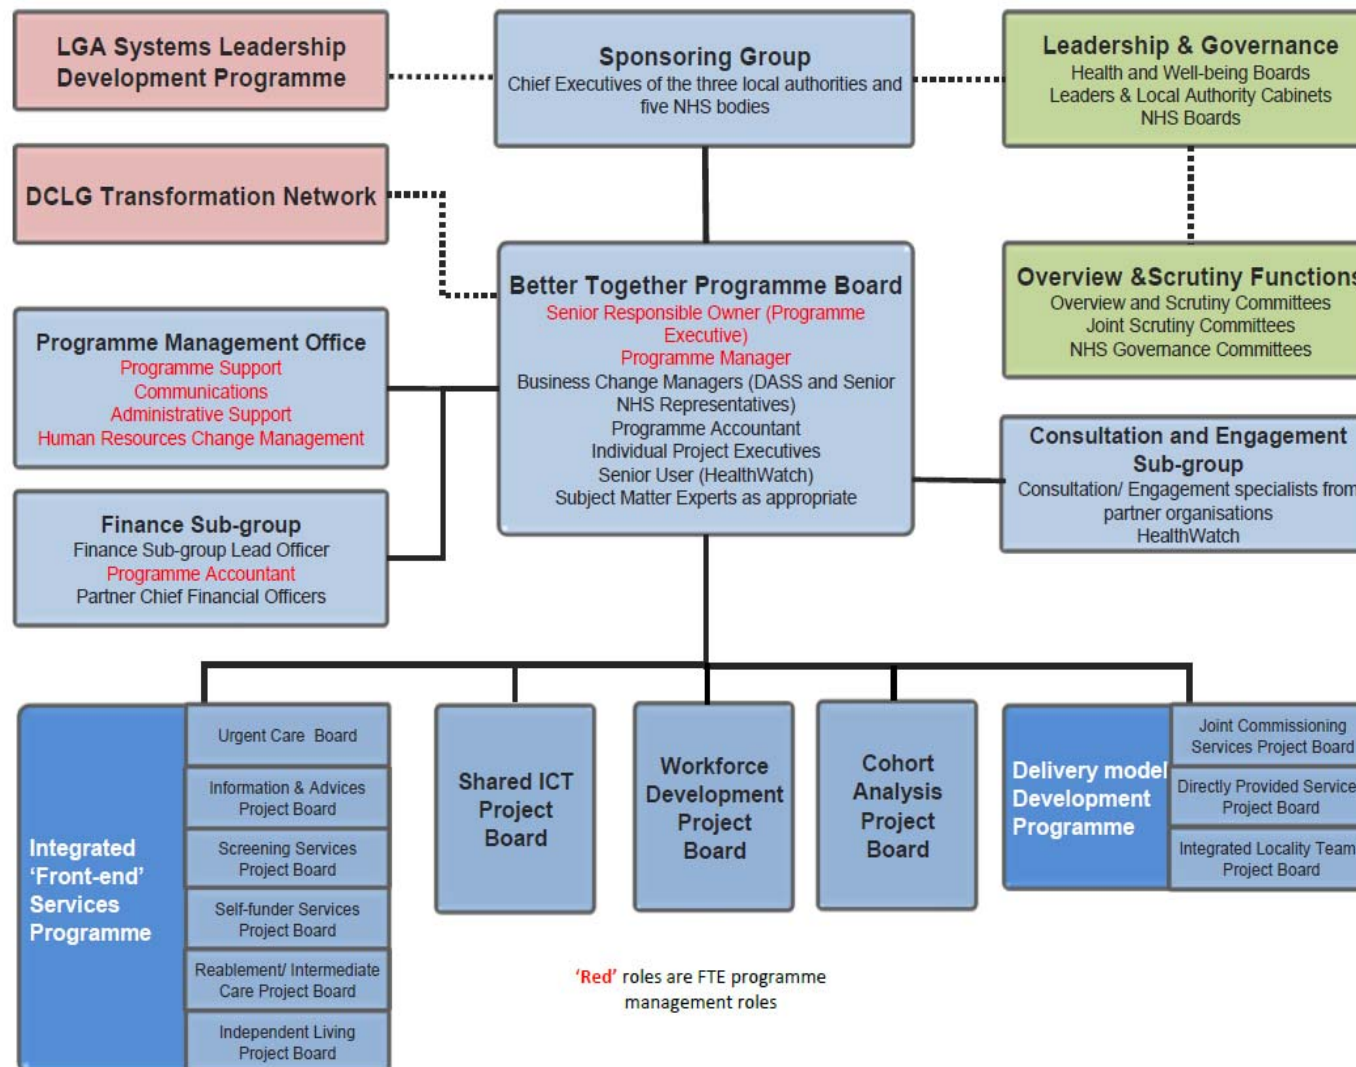 LGA Systems Leadership
Development Programme
Sponsoring Group
Chief Executives of the three local authorities and
five NHS bodies
Leadership & Governance
Health and Well-being Boards
Leaders & Local Authority Cabinets
NHS Boards
DCLG Transformation Network
Better Together Programme Board
Senior Responsible Owner (Programme
Executive)
Programme Manager
Business Change Managers (DASS and Senior
NHS Representatives)
Programme Accountant
Individual Project Executives
Senior User (HealthWatch)
Subject Matter Experts as appropriate
Overview &Scrutiny Functions
Overview and Scrutiny Committees
Joint Scrutiny Committees
NHS Governance Committees
Programme Management Office
Programme Support
Communications
Administrative Support
Human Resources Change Management
Consultation and Engagement
Sub-group
Consultation/ Engagement specialists from
partner organisations
HealthWatch
Finance Sub-group
Finance Sub-group Lead Officer
Programme Accountant
Partner Chief Financial Officers
Integrated
‘Front-end’
Services
Programme
Urgent Care Board
Information & Advices
Project Board
Screening Services
Project Board
Self-funder Services
Project Board
Reablement/ Intermediate
Care Project Board
Independent Living
Project Board
Shared ICT
Project
Board
Workforce
Development
Project
Board
Cohort
Analysis
Project
Board
Delivery model
Development
Programme
Joint Commissioning
Services Project Board
Directly Provided Service
Project Board
Integrated Locality Team
Project Board
‘Red’ roles are FTE programme
management roles